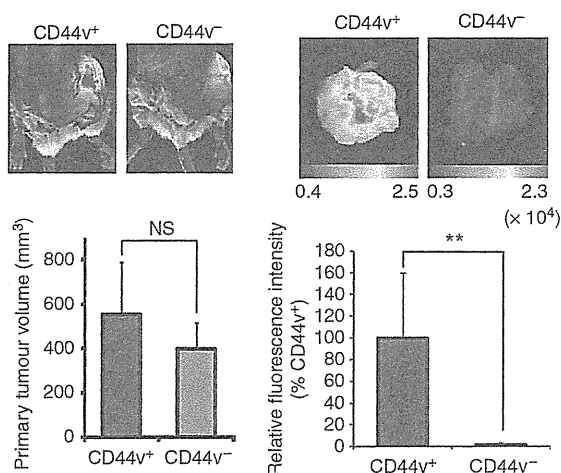 CD44v⁺ CD44v⁻
CD44v⁺ CD44v⁻
0.4 2.5 0.3 2.3
(× 10⁴)
Primary tumour volume (mm³)
800
600
400
200
0
NS
CD44v⁺ CD44v⁻
Relative fluorescence intensity
(% CD44v⁺)
180
160
140
120
100
80
60
40
20
0
**
CD44v⁺ CD44v⁻